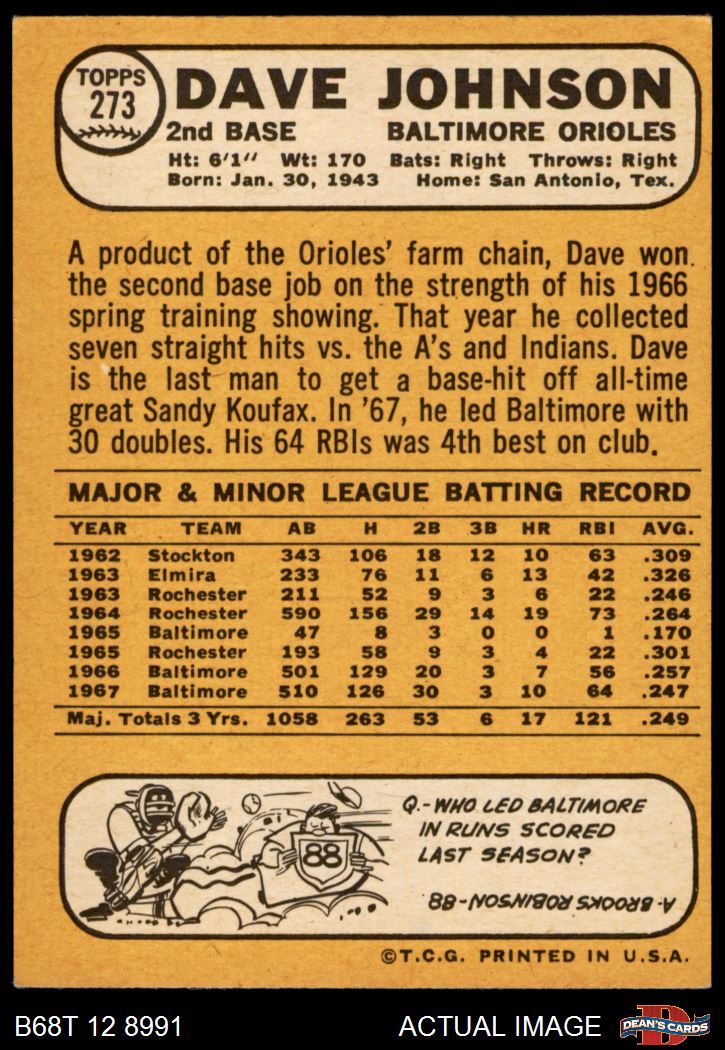 TOPPS
273
DAVE JOHNSON
2nd BASE BALTIMORE ORIOLES
Ht: 6'1" Wt: 170 Bats: Right Throws: Right
Born: Jan. 30, 1943 Home: San Antonio, Tex.
A product of the Orioles' farm chain, Dave won
the second base job on the strength of his 1966
spring training showing. That year he collected
seven straight hits vs. the A's and Indians. Dave
is the last man to get a base-hit off all-time
great Sandy Koufax. In '67, he led Baltimore with
30 doubles. His 64 RBIs was 4th best on club.
MAJOR & MINOR LEAGUE BATTING RECORD
YEAR TEAM AB H 2B 3B HR RBI AVG.
1962 Stockton 343 106 18 12 10 63 .309
1963 Elmira 233 76 11 6 13 42 .326
1963 Rochester 211 52 9 3 6 22 .246
1964 Rochester 590 156 29 14 19 73 .264
1965 Baltimore 47 8 3 0 0 1 .170
1965 Rochester 193 58 9 3 4 22 .301
1966 Baltimore 501 129 20 3 7 56 .257
1967 Baltimore 510 126 30 3 10 64 .247
Maj. Totals 3 Yrs. 1058 263 53 6 17 121 .249
88
Q.-WHO LED BALTIMORE
IN RUNS SCORED
LAST SEASON?
A-BROOKS ROBINSON-88
©T.C.G. PRINTED IN U.S.A.
B68T 12 8991 ACTUAL IMAGE D DEAN'S CARDS